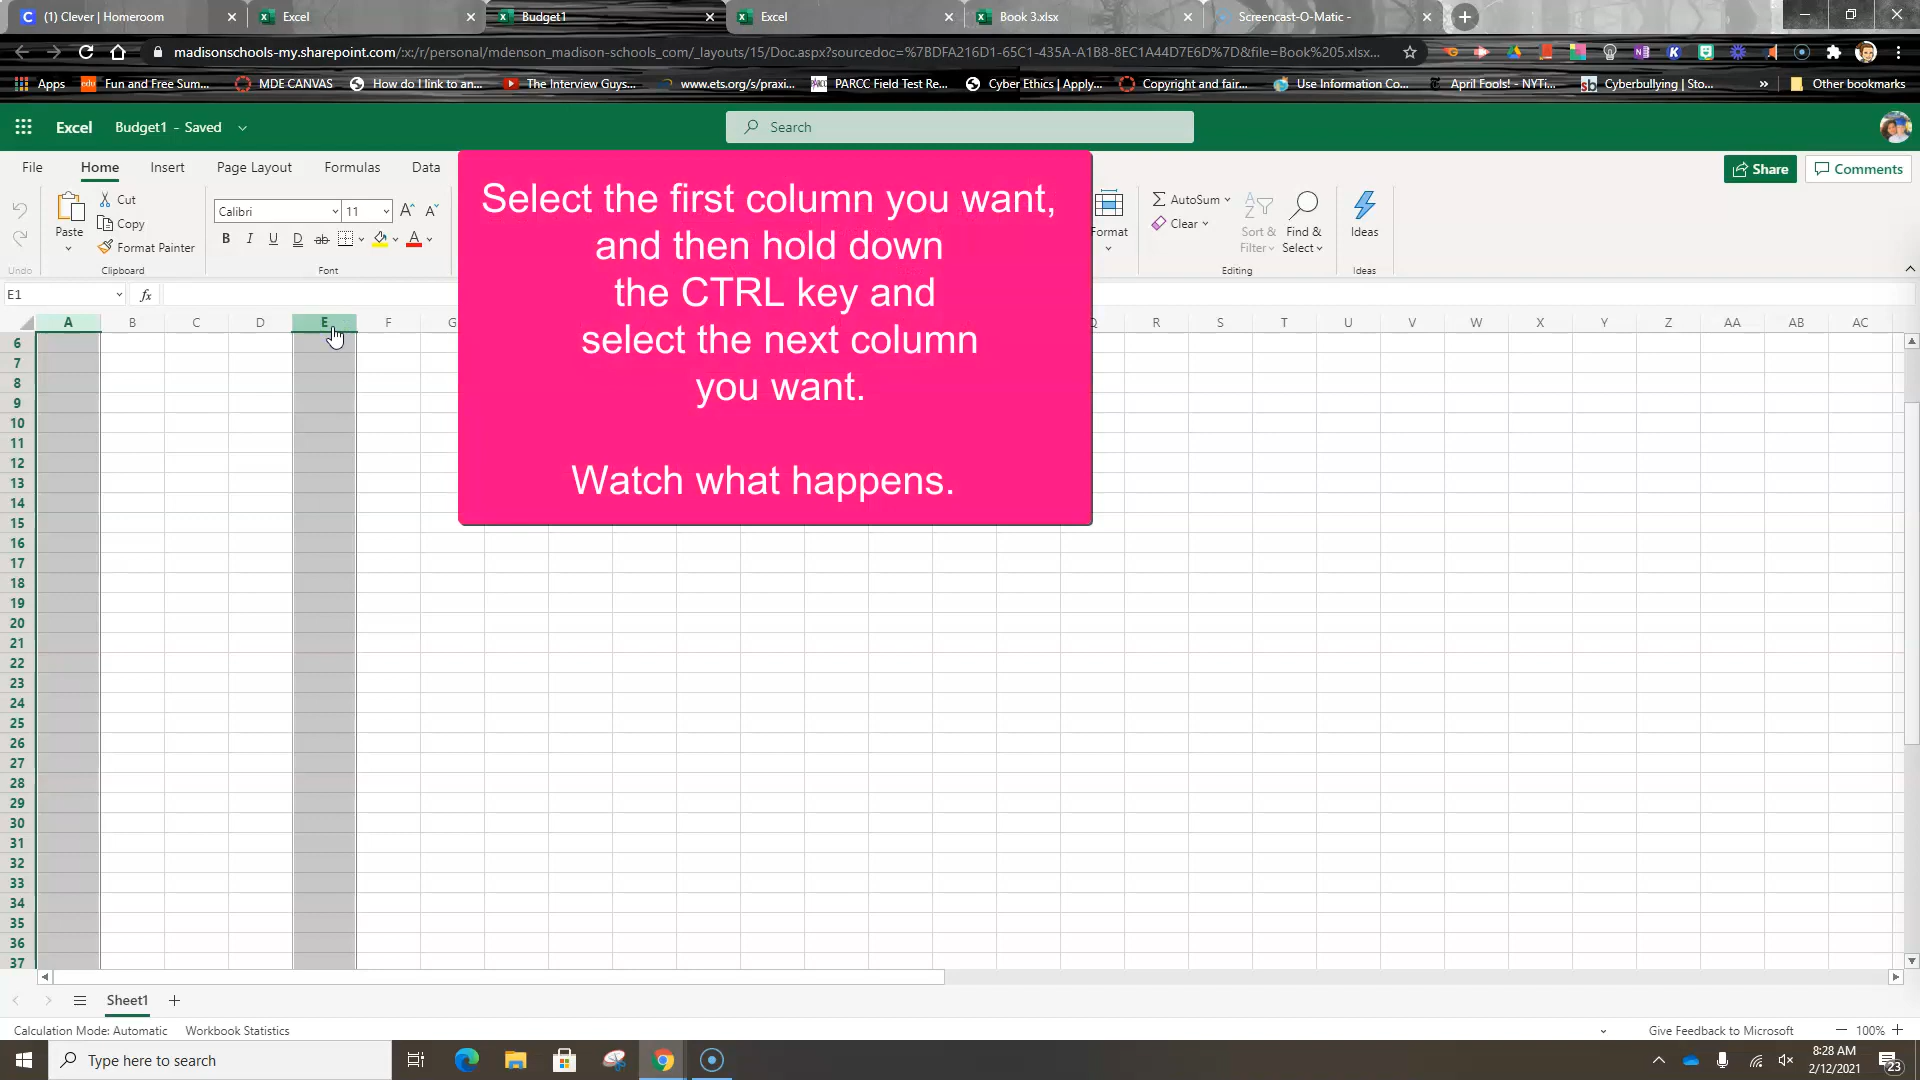 (1) Clever | Homeroom
Excel
Budget1
Excel
Book 3.xlsx
Screencast-O-Matic -
madisonschools-my.sharepoint.com/:x:/r/personal/mdenson_madison-schools_com/_layouts/15/Doc.aspx?sourcedoc=%7BDFA216D1-65C1-435A-A1B8-8EC1A44D7E6D%7D&file=Book%205.xlsx...
Apps
Fun and Free Sum...
MDE CANVAS
How do I link to an...
The Interview Guys...
www.ets.org/s/praxi...
PARCC Field Test Re...
Cyber Ethics | Apply...
Copyright and fair...
Use Information Co...
April Fools! - NYTi...
Cyberbullying | Sto...
Other bookmarks
Excel
Budget1 - Saved
Search
File
Home
Insert
Page Layout
Formulas
Data
Share
Comments
Undo
Paste
Cut
Copy
Format Painter
Clipboard
Calibri
11
B I U D ab
A
Font
Format
AutoSum
Clear
Sort &
Filter
Find &
Select
Editing
Ideas
Ideas
Select the first column you want,
and then hold down
the CTRL key and
select the next column
you want.
Watch what happens.
E1
fx
A B C D E F G Q R S T U V W X Y Z AA AB AC
6
7
8
9
10
11
12
13
14
15
16
17
18
19
20
21
22
23
24
25
26
27
28
29
30
31
32
33
34
35
36
37
Sheet1
Calculation Mode: Automatic
Workbook Statistics
Give Feedback to Microsoft
100%
Type here to search
8:28 AM
2/12/2021
23